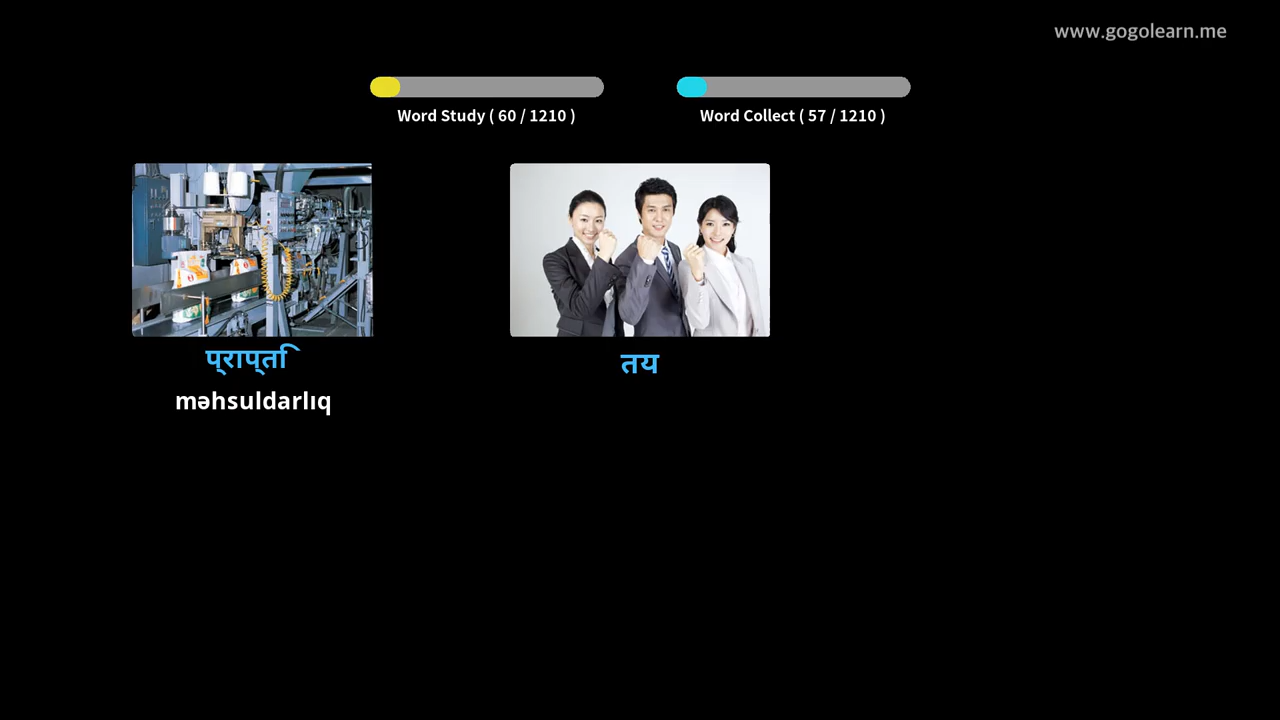 www.gogolearn.me
Word Study ( 60 / 1210 )
Word Collect ( 57 / 1210 )
प्राप्ति
məhsuldarlıq
तय